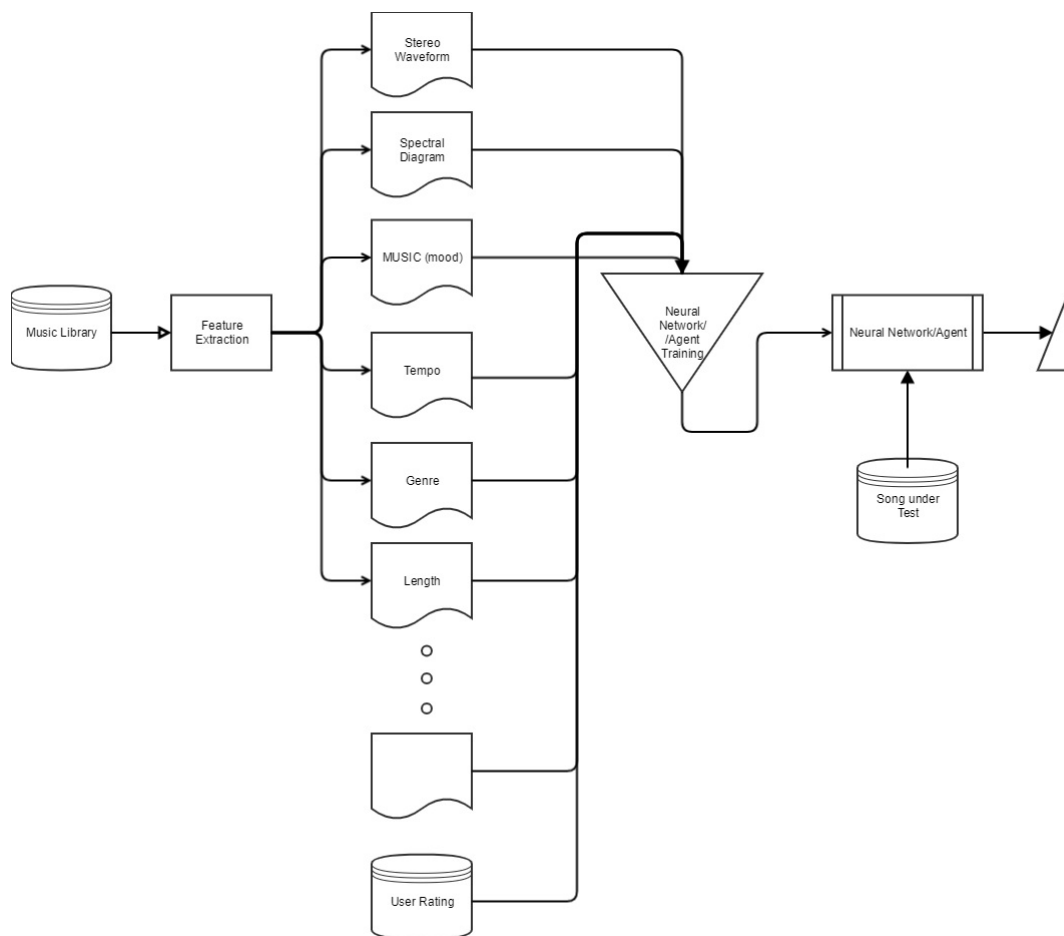 Stereo
Waveform
Spectral
Diagram
MUSIC (mood)
Music Library
Feature
Extraction
Neural
Network/
/Agent
Training
Neural Network/Agent
Tempo
Genre
Song under
Test
Length
User Rating